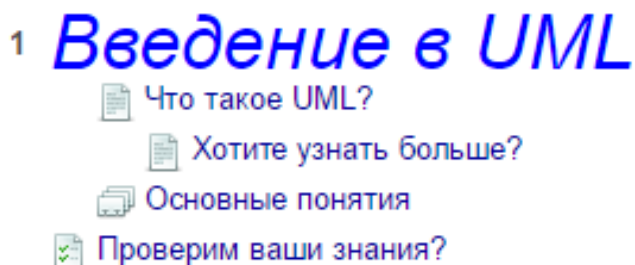 1 Введение в UML
Что такое UML?
Хотите узнать больше?
Основные понятия
Проверим ваши знания?